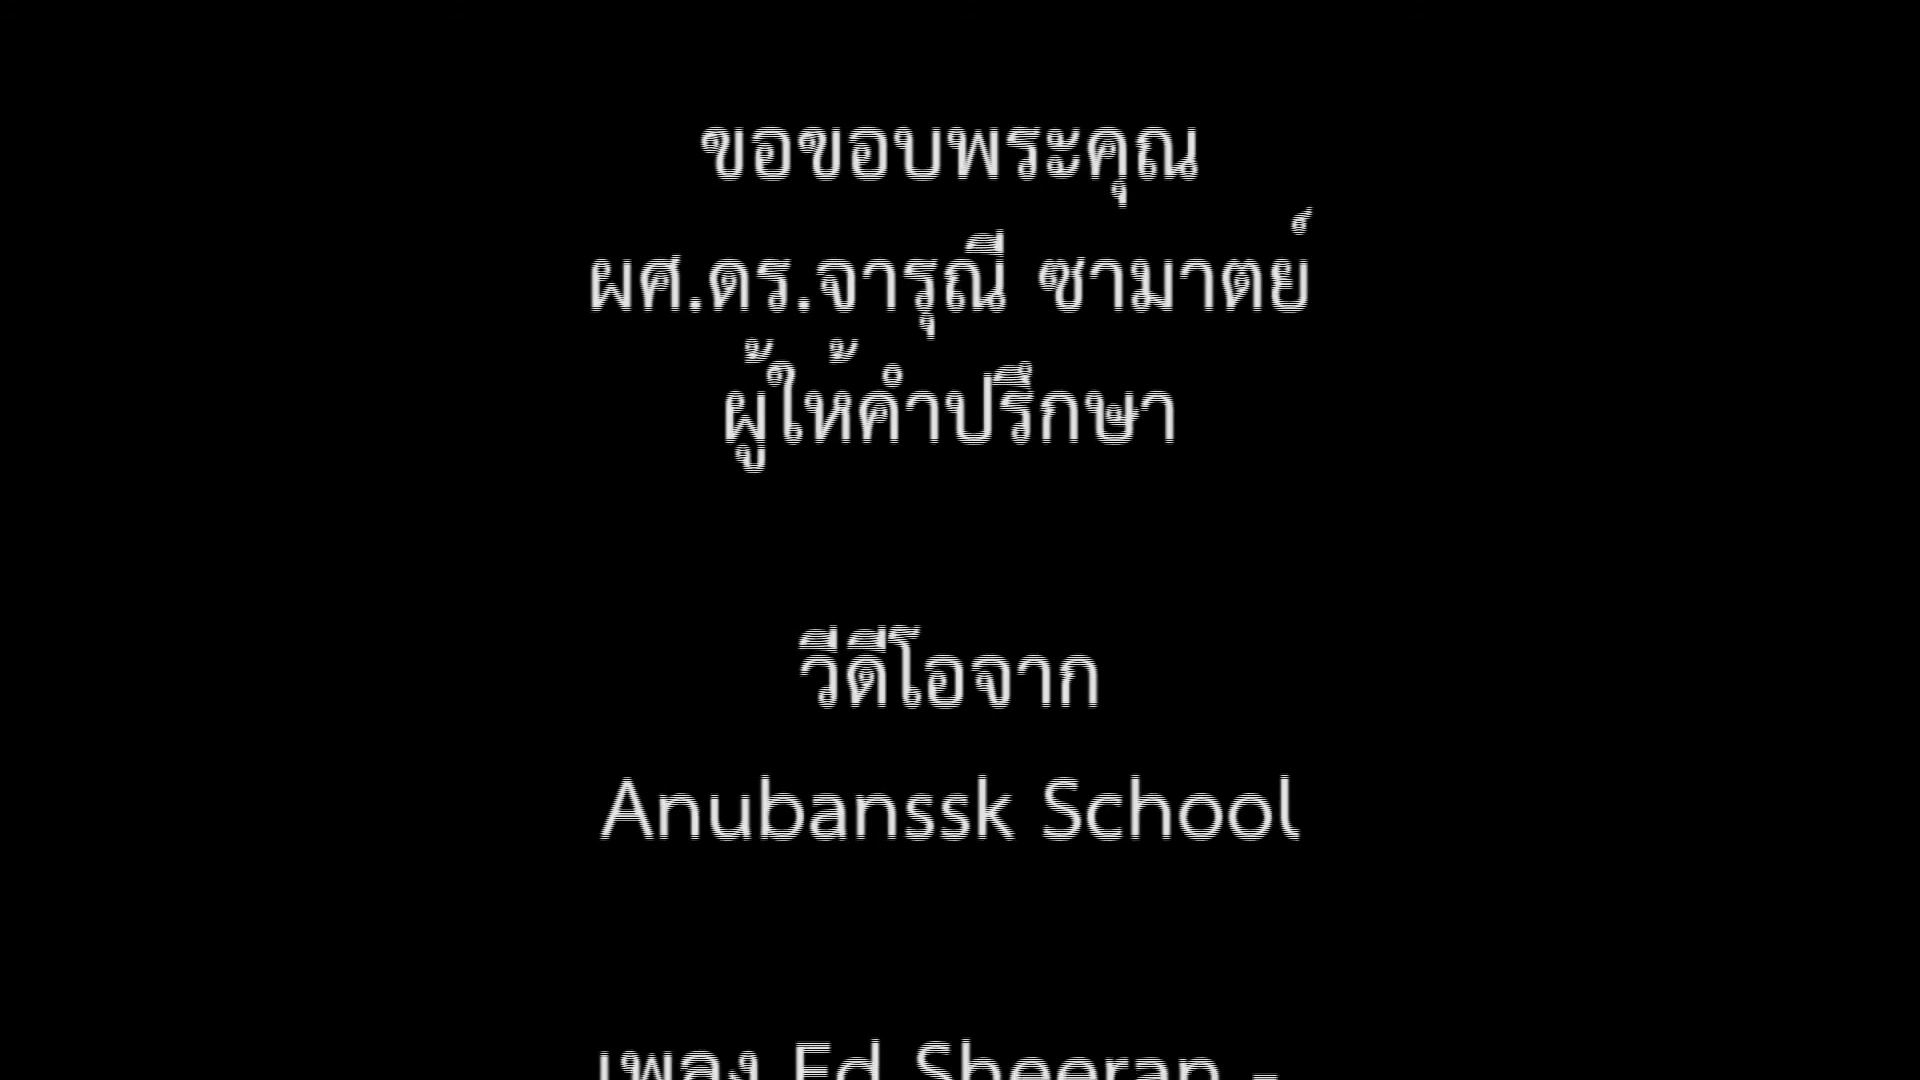 ขอขอบพระคุณ
ผศ.ดร.จารุณี ซามาตย์
ผู้ให้คำปรึกษา
วีดีโอจาก
Anubanssk School
เพลง Ed Sheeran -